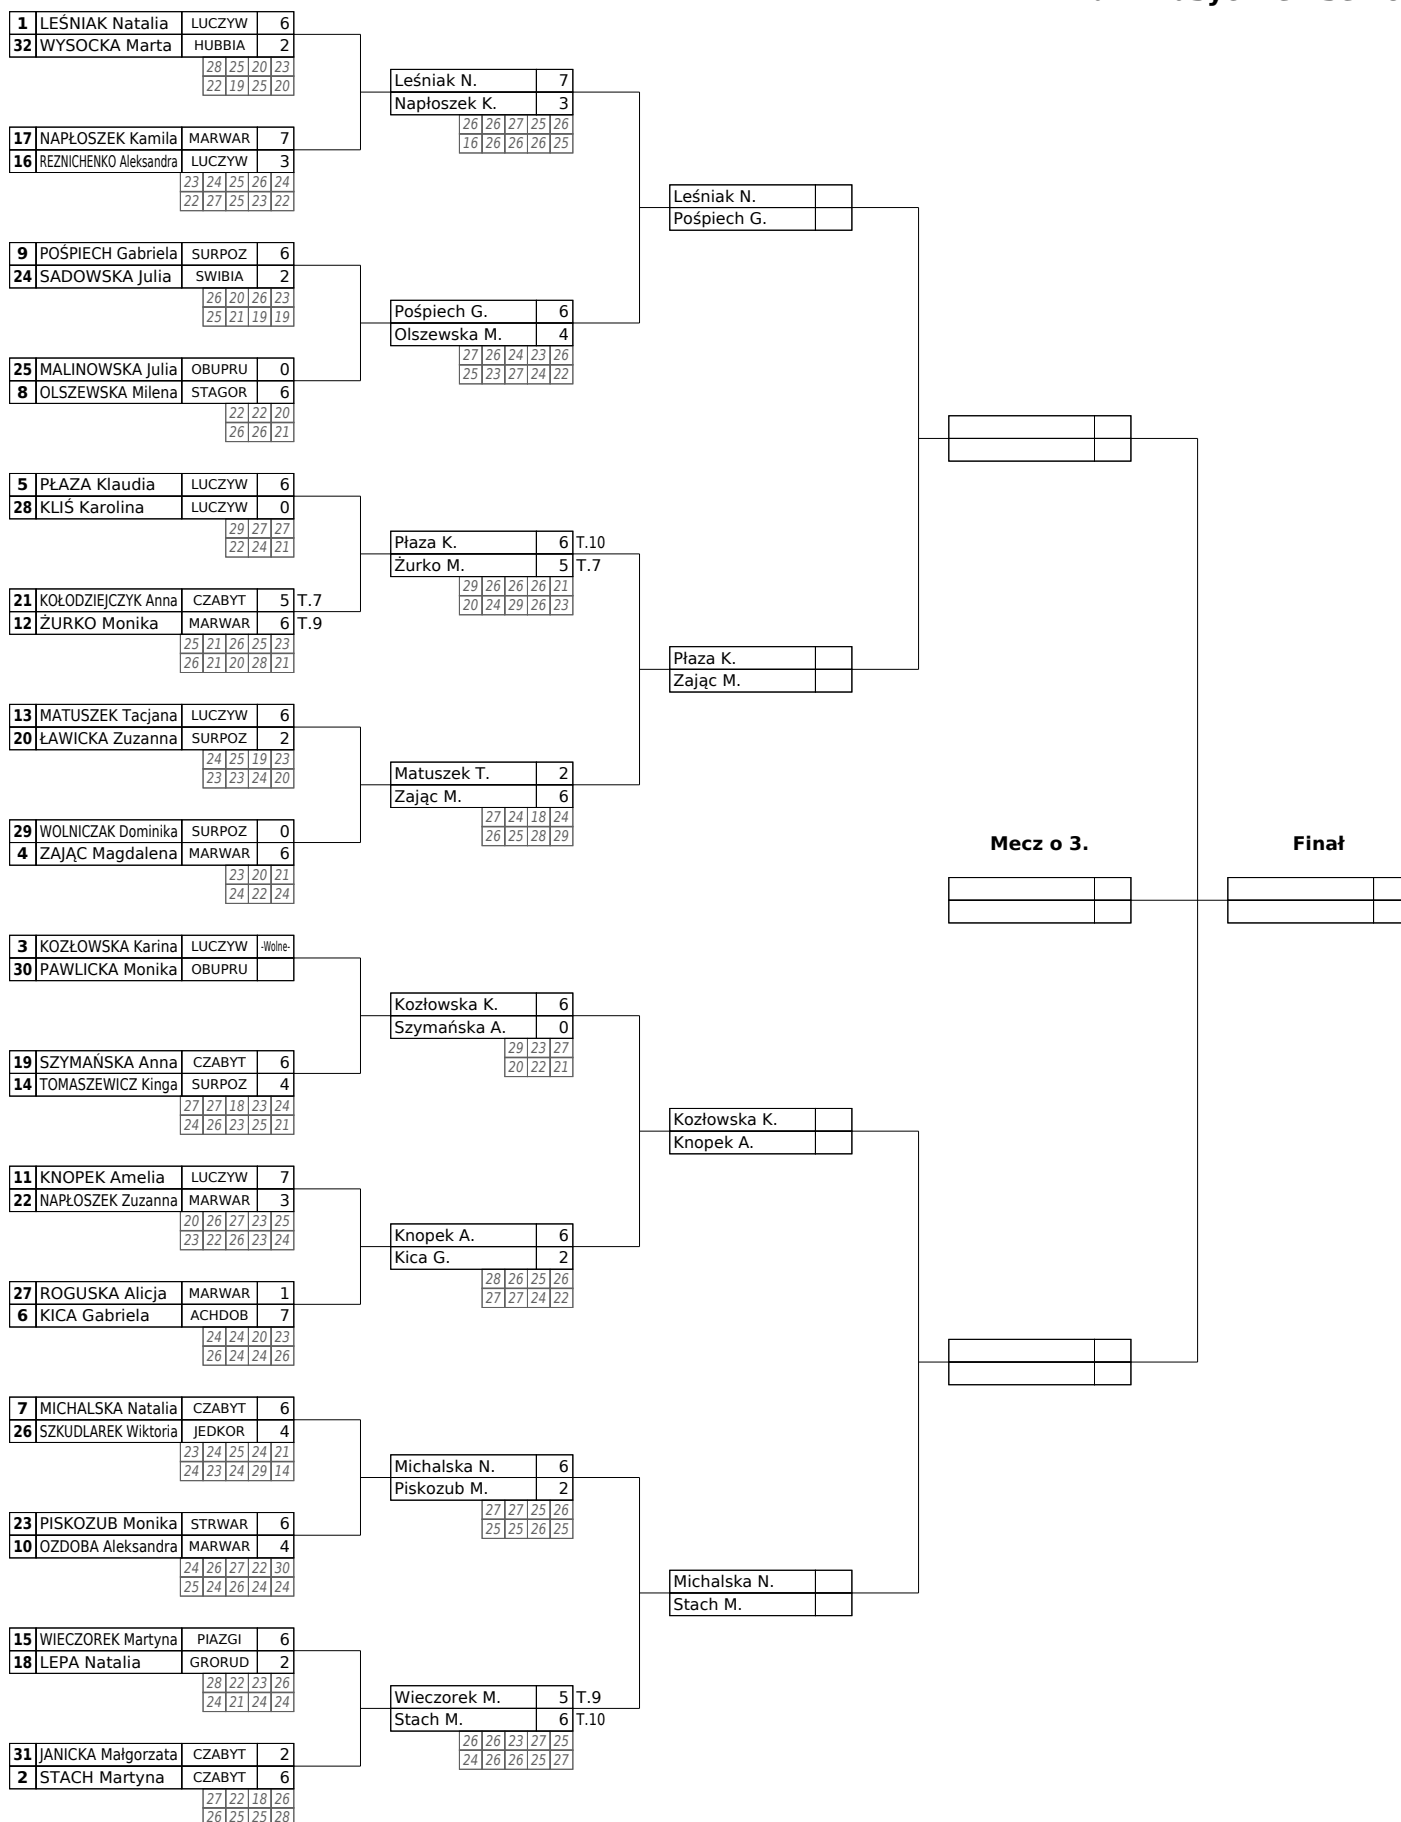 1 LEŚNIAK Natalia LUCZYW 6
32 WYSOCKA Marta HUBBIA 2
28 25 20 23
22 19 25 20
Leśniak N. 7
Napłoszek K. 3
26 26 27 25 26
16 26 26 26 25
17 NAPŁOSZEK Kamila MARWAR 7
16 REZNICHENKO Aleksandra LUCZYW 3
23 24 25 26 24
22 27 25 23 22
Leśniak N.
Pośpiech G.
9 POŚPIECH Gabriela SURPOZ 6
24 SADOWSKA Julia SWIBIA 2
26 20 26 23
25 21 19 19
Pośpiech G. 6
Olszewska M. 4
27 26 24 23 26
25 23 27 24 22
25 MALINOWSKA Julia OBUPRU 0
8 OLSZEWSKA Milena STAGOR 6
22 22 20
26 26 21
5 PŁAZA Klaudia LUCZYW 6
28 KLIŚ Karolina LUCZYW 0
29 27 27
22 24 21
Płaza K. 6 T.10
Żurko M. 5 T.7
29 26 26 26 21
20 24 29 26 23
21 KOŁODZIEJCZYK Anna CZABYT 5 T.7
12 ŻURKO Monika MARWAR 6 T.9
25 21 26 25 23
26 21 20 28 21
Płaza K.
Zając M.
13 MATUSZEK Tacjana LUCZYW 6
20 ŁAWICKA Zuzanna SURPOZ 2
24 25 19 23
23 23 24 20
Matuszek T. 2
Zając M. 6
27 24 18 24
26 25 28 29
29 WOLNICZAK Dominika SURPOZ 0
4 ZAJĄC Magdalena MARWAR 6
23 20 21
24 22 24
Mecz o 3. Finał
3 KOZŁOWSKA Karina LUCZYW -Wolne-
30 PAWLICKA Monika OBUPRU
Kozłowska K. 6
Szymańska A. 0
29 23 27
20 22 21
19 SZYMAŃSKA Anna CZABYT 6
14 TOMASZEWICZ Kinga SURPOZ 4
27 27 18 23 24
24 26 23 25 21
Kozłowska K.
Knopek A.
11 KNOPEK Amelia LUCZYW 7
22 NAPŁOSZEK Zuzanna MARWAR 3
20 26 27 23 25
23 22 26 23 24
Knopek A. 6
Kica G. 2
28 26 25 26
27 27 24 22
27 ROGUSKA Alicja MARWAR 1
6 KICA Gabriela ACHDOB 7
24 24 20 23
26 24 24 26
7 MICHALSKA Natalia CZABYT 6
26 SZKUDLAREK Wiktoria JEDKOR 4
23 24 25 24 21
24 23 24 29 14
Michalska N. 6
Piskozub M. 2
27 27 25 26
25 25 26 25
23 PISKOZUB Monika STRWAR 6
10 OZDOBA Aleksandra MARWAR 4
24 26 27 22 30
25 24 26 24 24
Michalska N.
Stach M.
15 WIECZOREK Martyna PIAZGI 6
18 LEPA Natalia GRORUD 2
28 22 23 26
24 21 24 24
Wieczorek M. 5 T.9
Stach M. 6 T.10
26 26 23 27 25
24 26 26 25 27
31 JANICKA Małgorzata CZABYT 2
2 STACH Martyna CZABYT 6
27 22 18 26
26 25 25 28